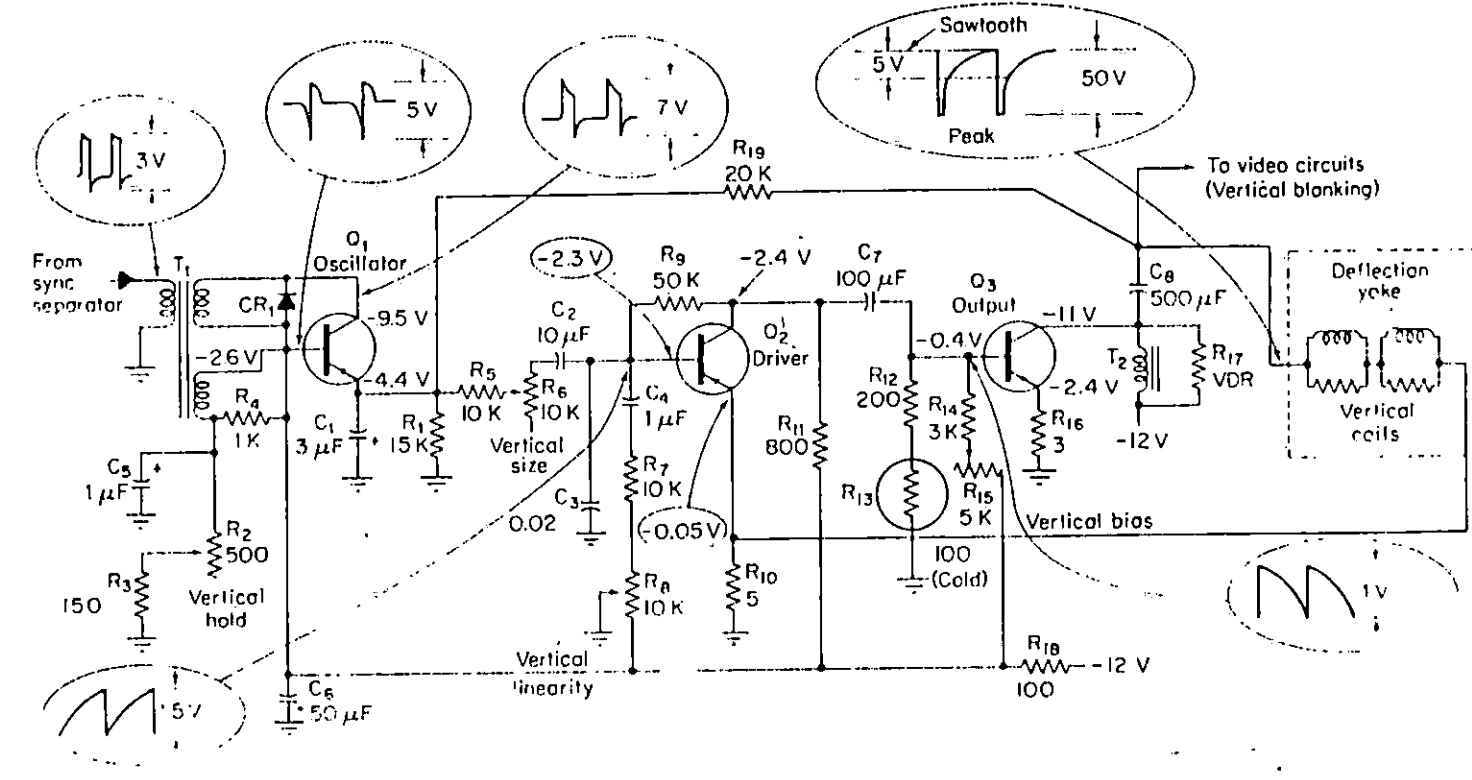 Sawtooth
5 V
50 V
Peak
5 V
7 V
3 V
R19
20 K
To video circuits
(Vertical blanking)
From
sync
separator
T1
Q1
Oscillator
CR1
-9.5 V
-2.6 V
-4.4 V
R4
1 K
C1
3 μF
+
R1
15 K
R5
10 K
C2
10 μF
R6
10 K
Vertical
size
-2.3 V
R9
50 K
-2.4 V
Q2
Driver
C7
100 μF
Q3
Output
-11 V
-0.4 V
-2.4 V
C8
500 μF
T2
R17
VDR
-12 V
Deflection
yoke
Vertical
coils
C5
+
1 μF
R2
500
R3
150
Vertical
hold
C3
0.02
C4
1 μF
R7
10 K
R8
10 K
-0.05 V
R10
5
R11
800
R12
200
R13
100
(Cold)
R14
3 K
R15
5 K
R16
3
Vertical bias
1 V
Vertical
linearity
R18
100
-12 V
C6
+
50 μF